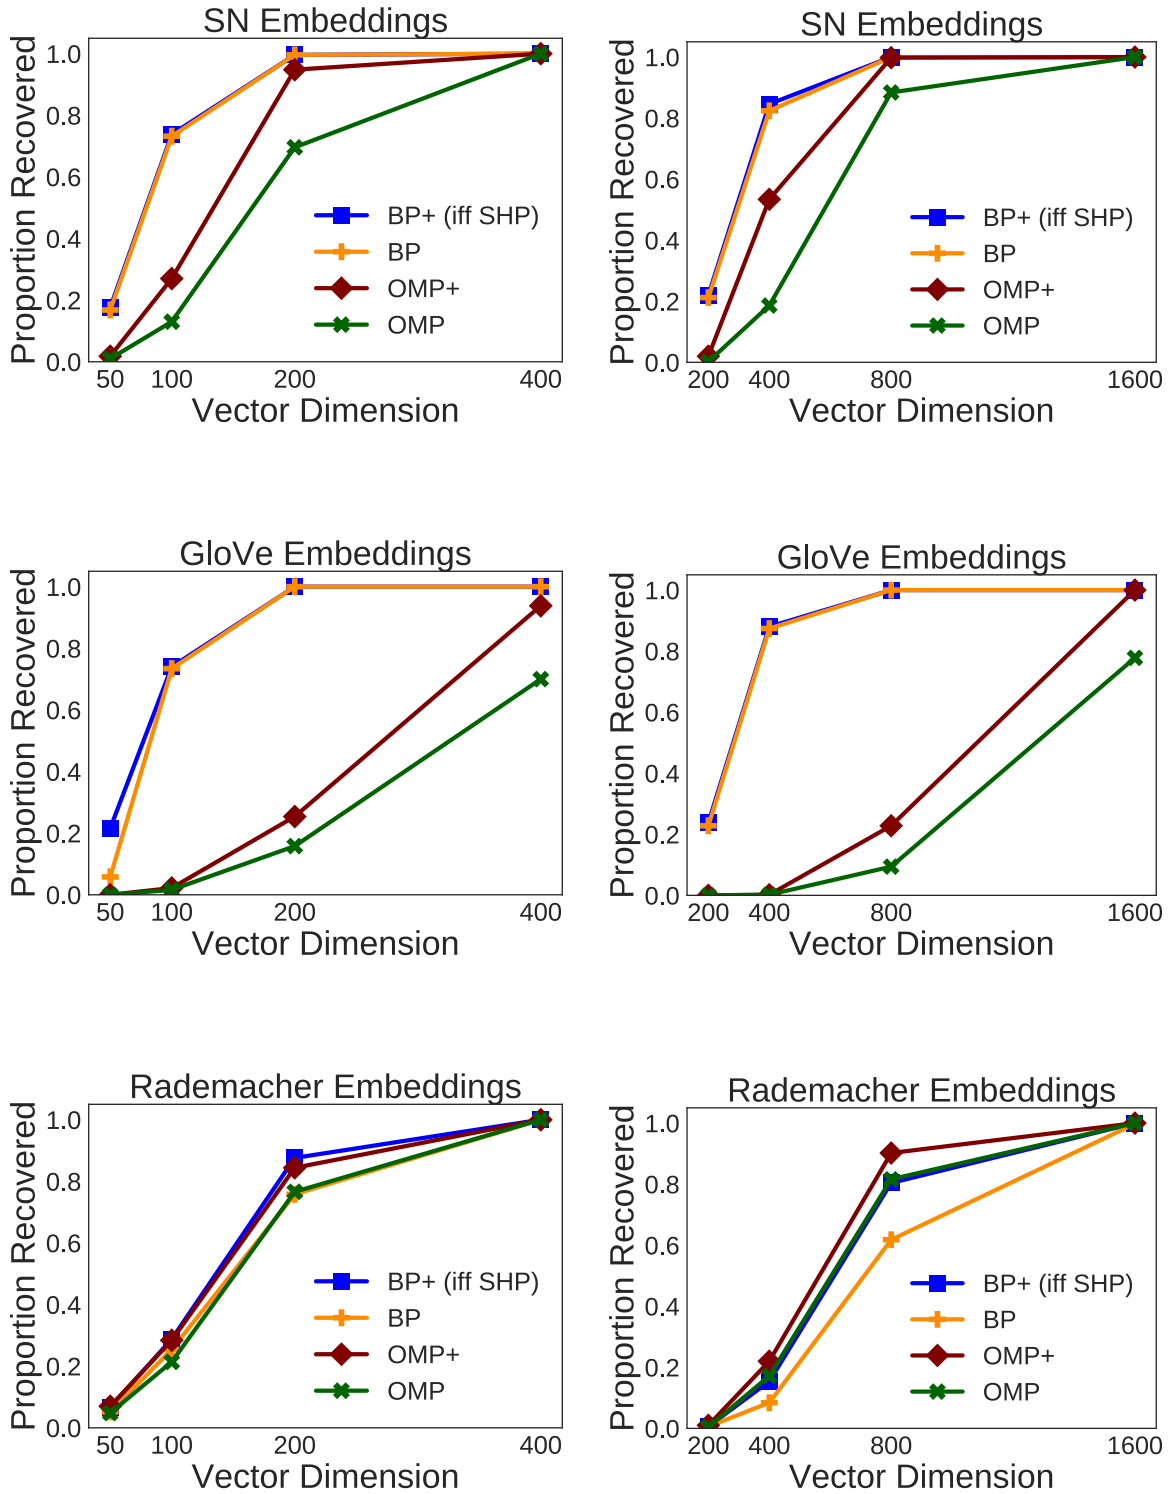 SN Embeddings
Proportion Recovered
1.0
0.8
0.6
0.4
0.2
0.0
BP+ (iff SHP)
BP
OMP+
OMP
50 100 200 400
Vector Dimension
SN Embeddings
Proportion Recovered
1.0
0.8
0.6
0.4
0.2
0.0
BP+ (iff SHP)
BP
OMP+
OMP
200 400 800 1600
Vector Dimension
GloVe Embeddings
Proportion Recovered
1.0
0.8
0.6
0.4
0.2
0.0
50 100 200 400
Vector Dimension
GloVe Embeddings
Proportion Recovered
1.0
0.8
0.6
0.4
0.2
0.0
200 400 800 1600
Vector Dimension
Rademacher Embeddings
Proportion Recovered
1.0
0.8
0.6
0.4
0.2
0.0
BP+ (iff SHP)
BP
OMP+
OMP
50 100 200 400
Vector Dimension
Rademacher Embeddings
Proportion Recovered
1.0
0.8
0.6
0.4
0.2
0.0
BP+ (iff SHP)
BP
OMP+
OMP
200 400 800 1600
Vector Dimension